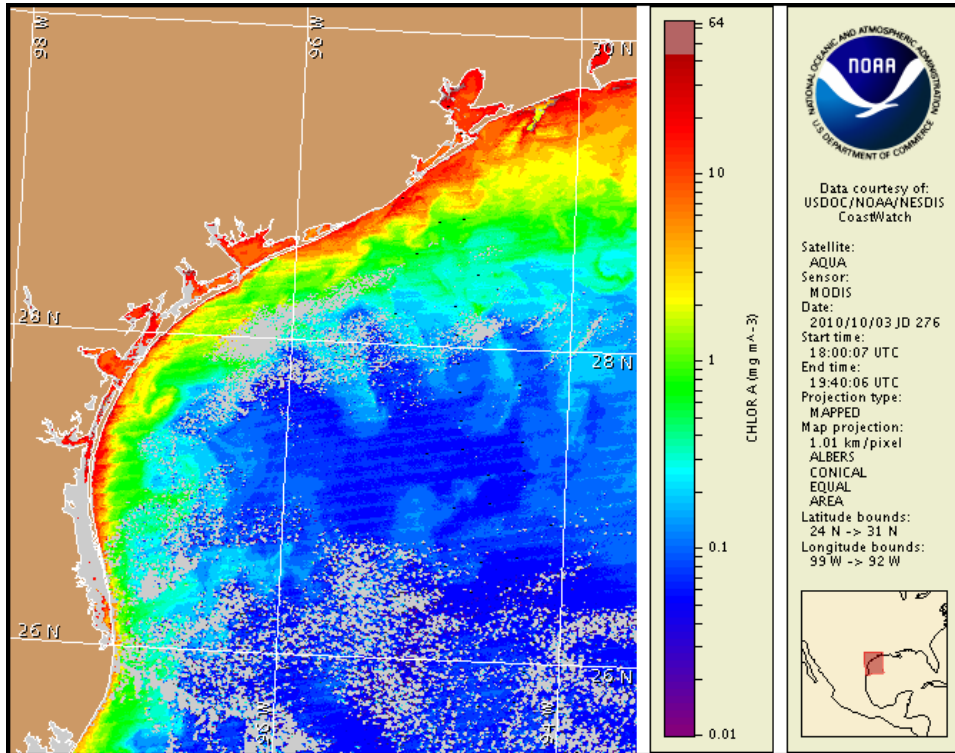 98 W
96 W
30 N
28 N
28 N
26 N
26 N
96 W
94 W
64
10
1
0.1
0.01
CHLOR A (mg m^-3)
NATIONAL OCEANIC AND ATMOSPHERIC ADMINISTRATION
NOAA
U.S. DEPARTMENT OF COMMERCE
Data courtesy of:
USDOC/NOAA/NESDIS
CoastWatch
Satellite:
AQUA
Sensor:
MODIS
Date:
2010/10/03 JD 276
Start time:
18:00:07 UTC
End time:
19:40:06 UTC
Projection type:
MAPPED
Map projection:
1.01 km/pixel
ALBERS
CONICAL
EQUAL
AREA
Latitude bounds:
24 N -> 31 N
Longitude bounds:
99 W -> 92 W